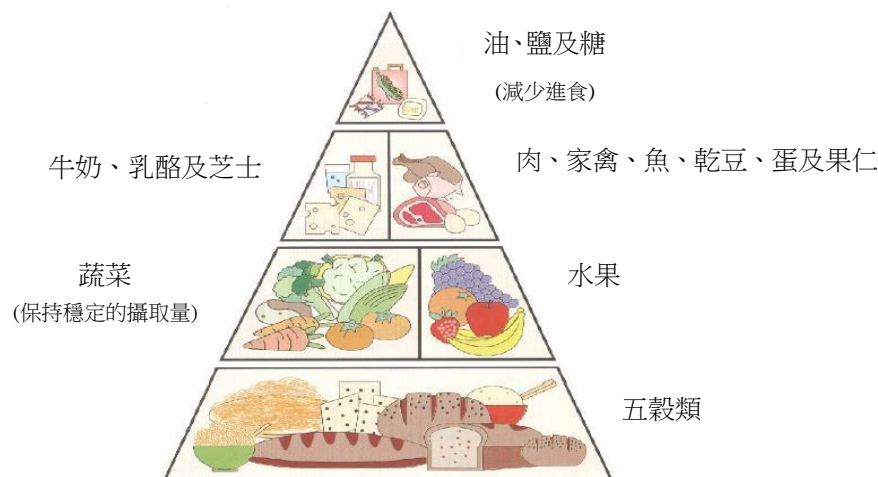 油、鹽及糖
(減少進食)
牛奶、乳酪及芝士
肉、家禽、魚、乾豆、蛋及果仁
蔬菜
(保持穩定的攝取量)
水果
五穀類